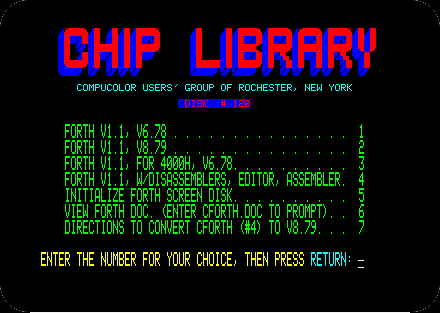 CHIP LIBRARY
COMPUCOLOR USERS' GROUP OF ROCHESTER, NEW YORK
DISK # 120
FORTH V1.1, V6.78 . . . . . . . . . . . . . . . . 1
FORTH V1.1, V8.79 . . . . . . . . . . . . . . . . 2
FORTH V1.1, FOR 4000H, V6.78. . . . . . . . . . 3
FORTH V1.1, W/DISASSEMBLERS, EDITOR, ASSEMBLER. 4
INITIALIZE FORTH SCREEN DISK. . . . . . . . . . 5
VIEW FORTH DOC. (ENTER CFORTH.DOC TO PROMPT). . . 6
DIRECTIONS TO CONVERT CFORTH (#4) TO V8.79. . . 7
ENTER THE NUMBER FOR YOUR CHOICE, THEN PRESS RETURN: _